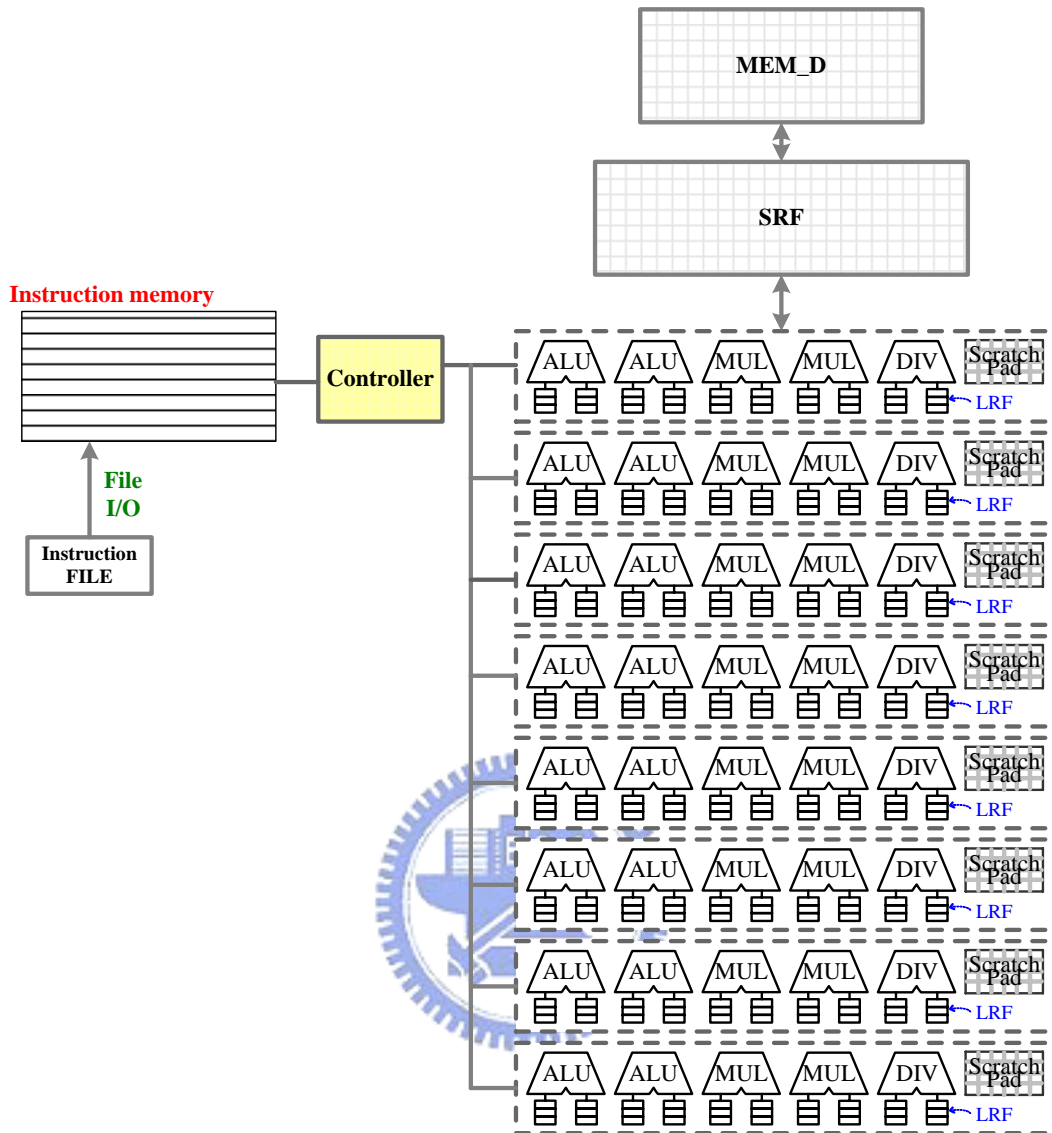 MEM_D
SRF
Instruction memory
Controller
File
I/O
Instruction
FILE
ALU ALU MUL MUL DIV Scratch
Pad
LRF
ALU ALU MUL MUL DIV Scratch
Pad
LRF
ALU ALU MUL MUL DIV Scratch
Pad
LRF
ALU ALU MUL MUL DIV Scratch
Pad
LRF
ALU ALU MUL MUL DIV Scratch
Pad
LRF
ALU ALU MUL MUL DIV Scratch
Pad
LRF
ALU ALU MUL MUL DIV Scratch
Pad
LRF
ALU ALU MUL MUL DIV Scratch
Pad
LRF